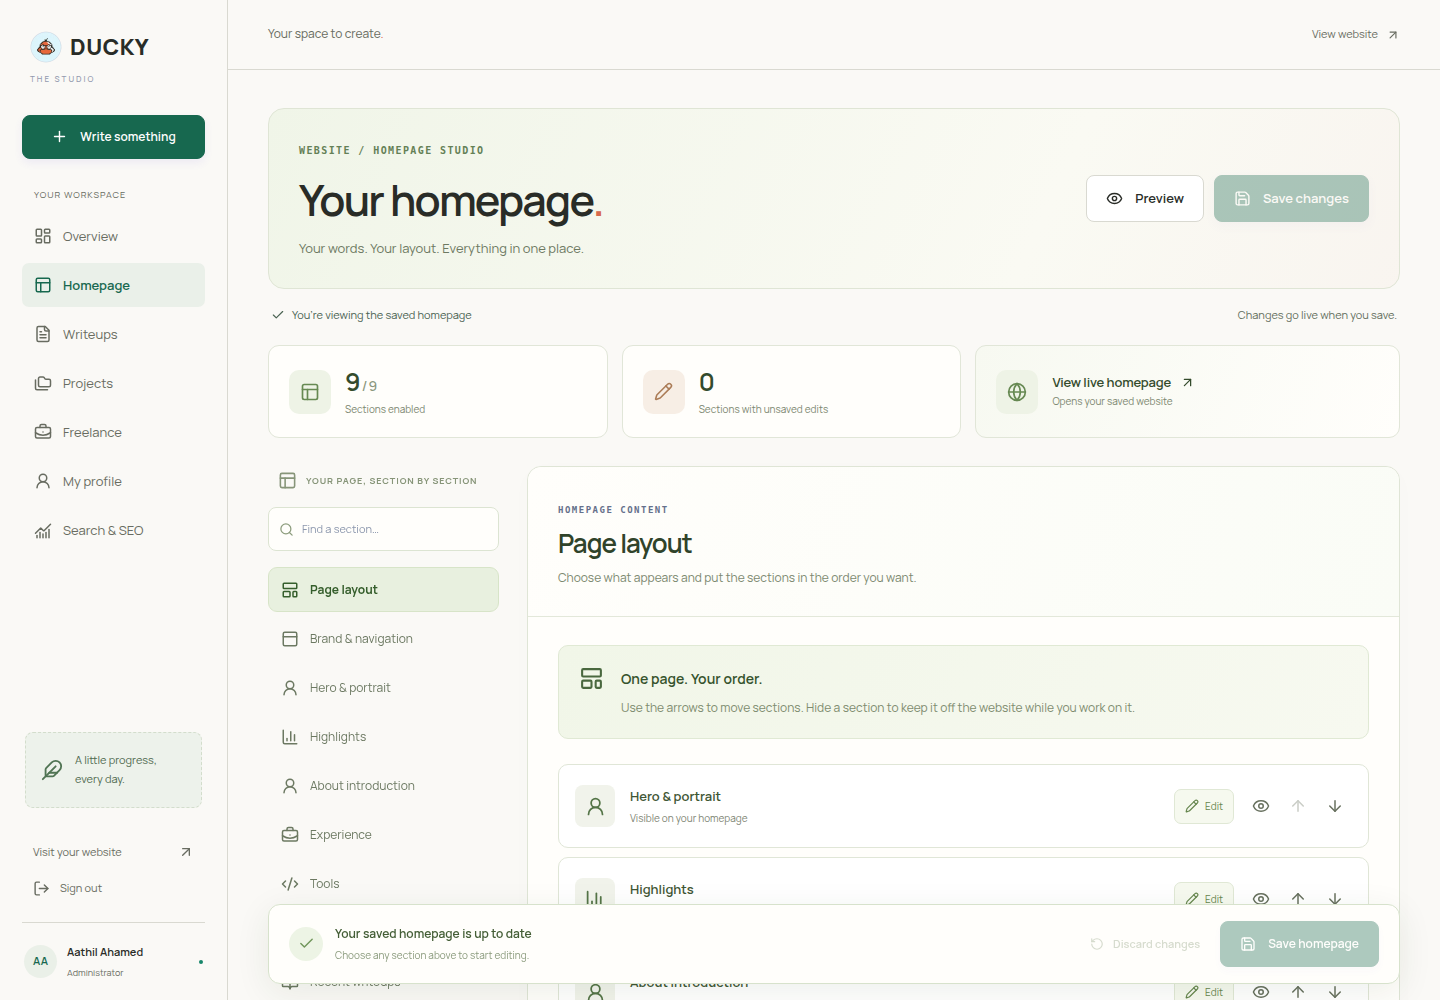 DUCKY
THE STUDIO
Write something
YOUR WORKSPACE
Overview
Homepage
Writeups
Projects
Freelance
My profile
Search & SEO
A little progress,
every day.
Visit your website
Sign out
AA
Aathil Ahamed
Administrator
Your space to create.
View website
WEBSITE / HOMEPAGE STUDIO
Your homepage.
Your words. Your layout. Everything in one place.
Preview
Save changes
You're viewing the saved homepage
Changes go live when you save.
9/9
Sections enabled
0
Sections with unsaved edits
View live homepage
Opens your saved website
YOUR PAGE, SECTION BY SECTION
Find a section...
Page layout
Brand & navigation
Hero & portrait
Highlights
About introduction
Experience
Tools
Recent writeups
HOMEPAGE CONTENT
Page layout
Choose what appears and put the sections in the order you want.
One page. Your order.
Use the arrows to move sections. Hide a section to keep it off the website while you work on it.
Hero & portrait
Visible on your homepage
Edit
Highlights
Edit
Your saved homepage is up to date
Choose any section above to start editing.
Discard changes
Save homepage
About introduction
Edit